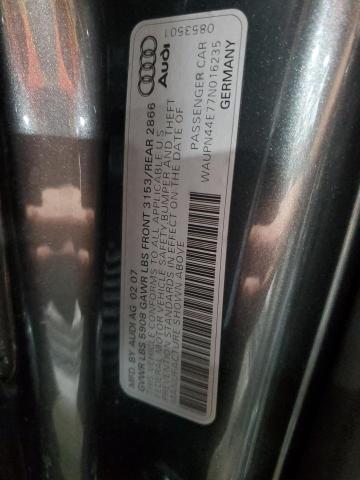 MFD BY AUDI AG 02 07
GVWR LBS 5908 GAWR LBS FRONT 3153/REAR 2866
VEHICLE CONFORMS TO ALL APPLICABLE U S
FEDERAL MOTOR VEHICLE SAFETY,BUMPER AND THEFT
PREVENTION STANDARDS IN EFFECT ON THE DATE OF
MANUFACTURE SHOWN ABOVE
PASSENGER CAR
WAUPN44E77N016235
GERMANY
Audi
0853501